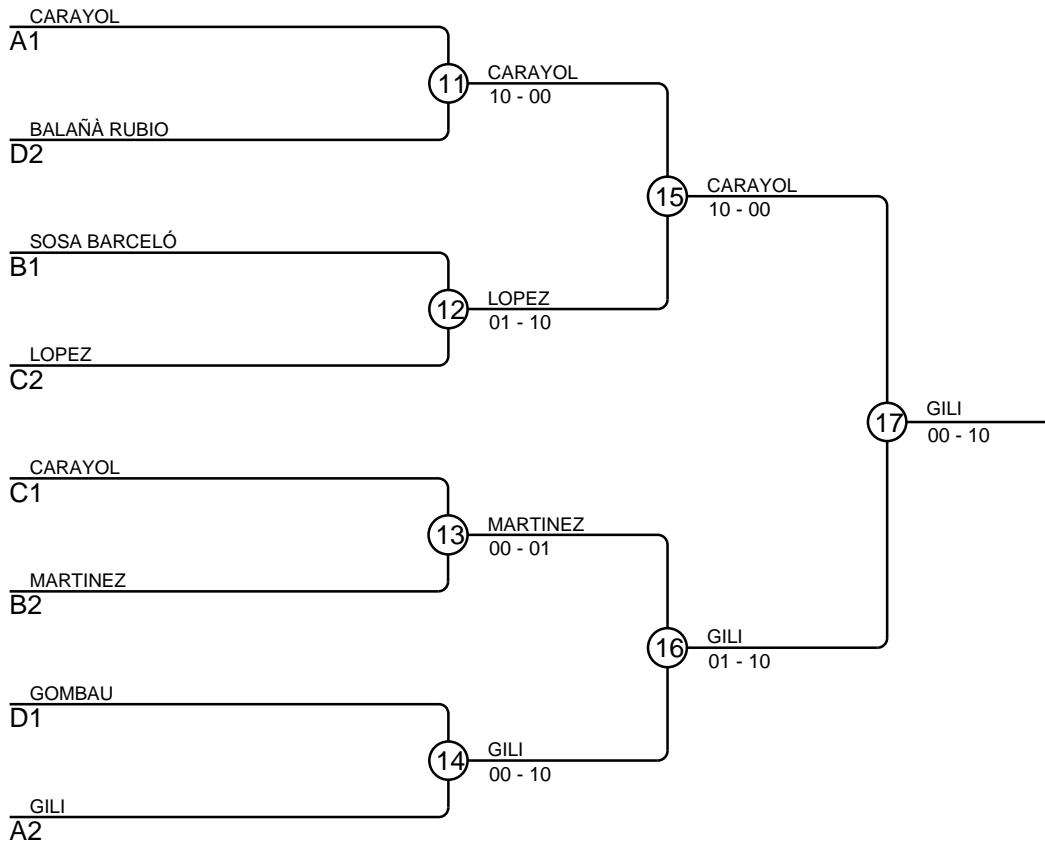 CARAYOL
A1
11
CARAYOL
10 - 00
BALAÑÀ RUBIO
D2
15
CARAYOL
10 - 00
SOSA BARCELÓ
B1
12
LOPEZ
01 - 10
LOPEZ
C2
17
GILI
00 - 10
CARAYOL
C1
13
MARTINEZ
00 - 01
MARTINEZ
B2
16
GILI
01 - 10
GOMBAU
D1
14
GILI
00 - 10
GILI
A2